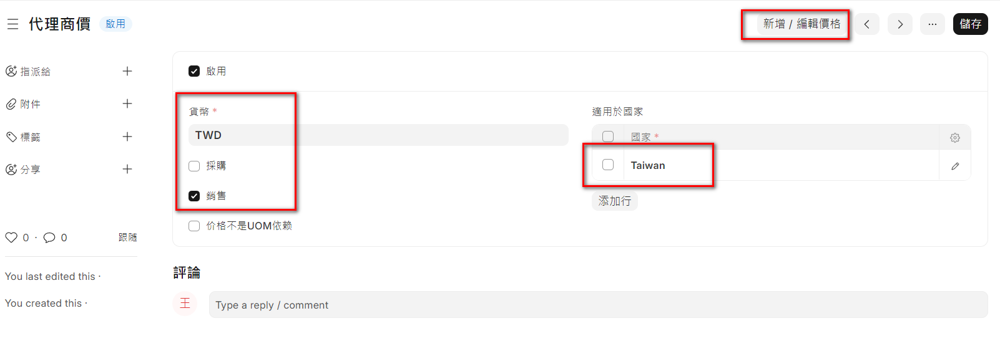 代理商價
啟用
新增 / 編輯價格
儲存
指派給
附件
標籤
分享
0 · 0
跟随
You last edited this ·
You created this ·
啟用
貨幣 *
TWD
採購
銷售
价格不是UOM依赖
適用於國家
國家 *
Taiwan
添加行
評論
王
Type a reply / comment